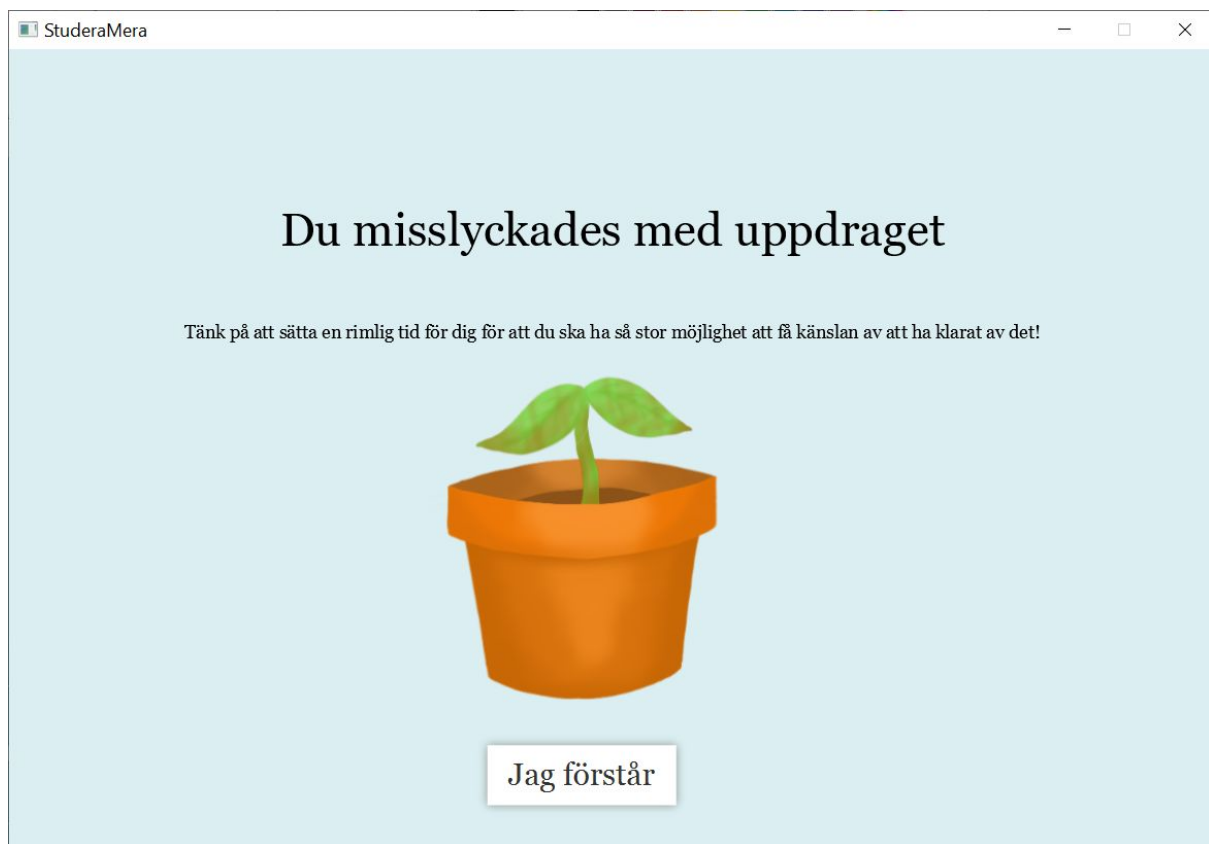 StuderaMera
Du misslyckades med uppdraget
Tänk på att sätta en rimlig tid för dig för att du ska ha så stor möjlighet att få känslan av att ha klarat av det!
Jag förstår